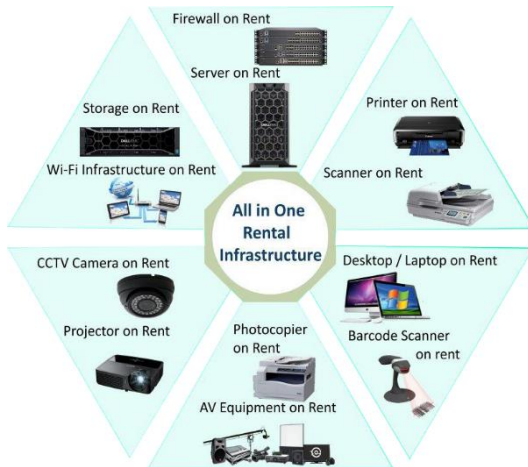 Firewall on Rent
Server on Rent
Storage on Rent
Wi-Fi Infrastructure on Rent
Printer on Rent
Scanner on Rent
All in One
Rental
Infrastructure
CCTV Camera on Rent
Projector on Rent
Photocopier
on Rent
AV Equipment on Rent
Desktop / Laptop on Rent
Barcode Scanner
on rent